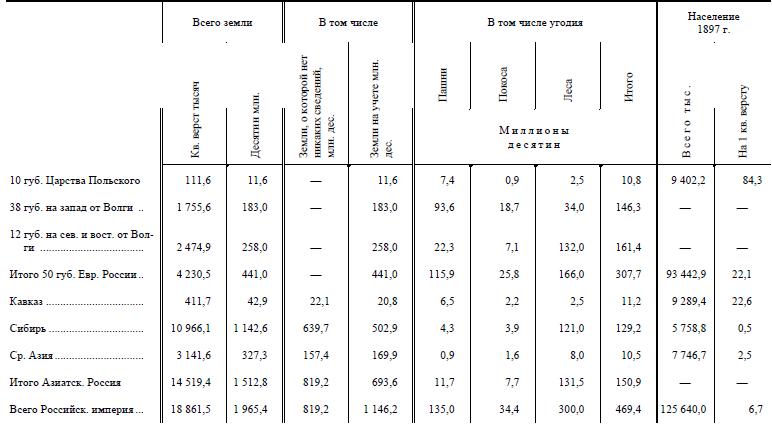 Всего земли В том числе В том числе угодия Население 1897 г.
Кв. верст тысяч Десятин млн. Земли, о которой нет никаких сведений, млн. дес. Земли на учете млн. дес. Пашни Покоса Леса Итого Всего тыс. На 1 кв. версту
Миллионы десятин
10 губ. Царства Польского 111,6 11,6 — 11,6 7,4 0,9 2,5 10,8 9 402,2 84,3
38 губ. на запад от Волги .. 1 755,6 183,0 — 183,0 93,6 18,7 34,0 146,3 — —
12 губ. на сев. и вост. от Вол-
ги .................................. 2 474,9 258,0 — 258,0 22,3 7,1 132,0 161,4 — —
Итого 50 губ. Евр. России .. 4 230,5 441,0 — 441,0 115,9 25,8 166,0 307,7 93 442,9 22,1
Кавказ ................................ 411,7 42,9 22,1 20,8 6,5 2,2 2,5 11,2 9 289,4 22,6
Сибирь ............................... 10 966,1 1 142,6 639,7 502,9 4,3 3,9 121,0 129,2 5 758,8 0,5
Ср. Азия ............................. 3 141,6 327,3 157,4 169,9 0,9 1,6 8,0 10,5 7 746,7 2,5
Итого Азиатск. Россия 14 519,4 1 512,8 819,2 693,6 11,7 7,7 131,5 150,9 — —
Всего Российск. империя ... 18 861,5 1 965,4 819,2 1 146,2 135,0 34,4 300,0 469,4 125 640,0 6,7